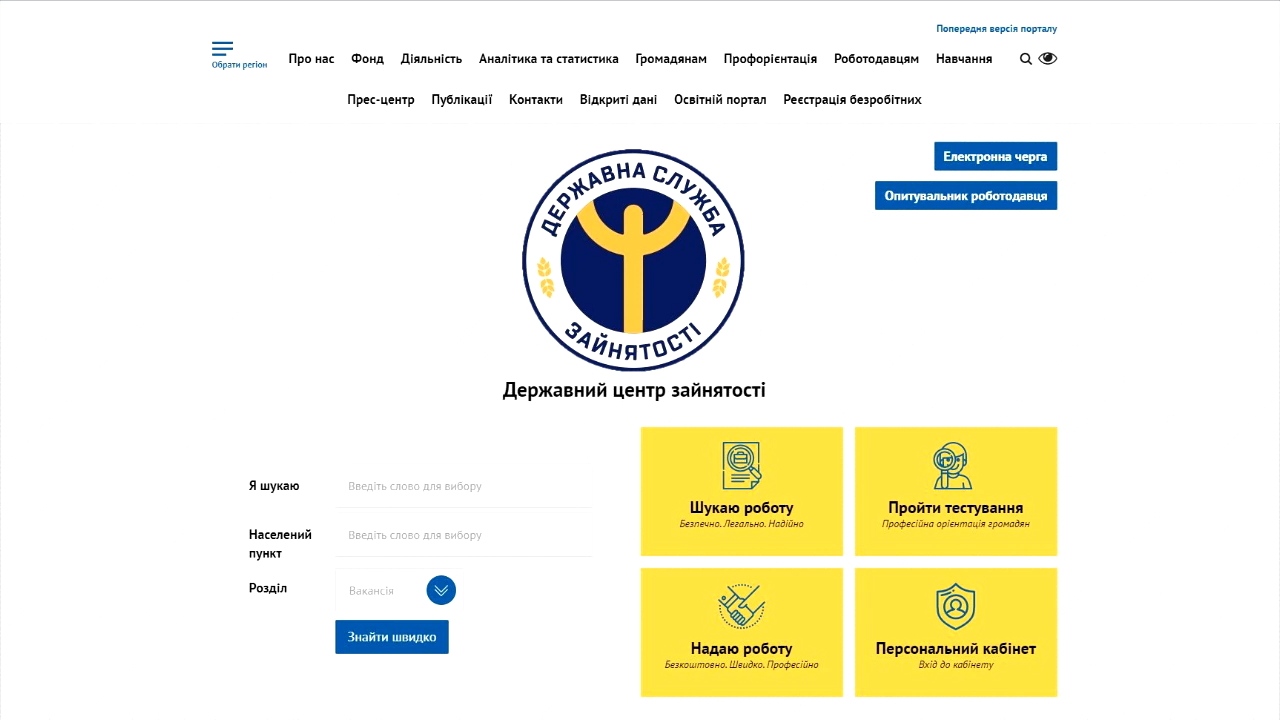 Попередня версія порталу
Обрати регіон
Про нас Фонд Діяльність Аналітика та статистика Громадянам Профорієнтація Роботодавцям Навчання
Прес-центр Публікації Контакти Відкриті дані Освітній портал Реєстрація безробітних
Електронна черга
Опитувальник роботодавця
ДЕРЖАВНА СЛУЖБА
ЗАЙНЯТОСТІ
Державний центр зайнятості
Я шукаю Введіть слово для вибору
Населений
пункт
Введіть слово для вибору
Розділ Вакансія
Знайти швидко
Шукаю роботу
Безпечно. Легально. Надійно
Пройти тестування
Професійна орієнтація громадян
Надаю роботу
Безкоштовно. Швидко. Професійно
Персональний кабінет
Вхід до кабінету